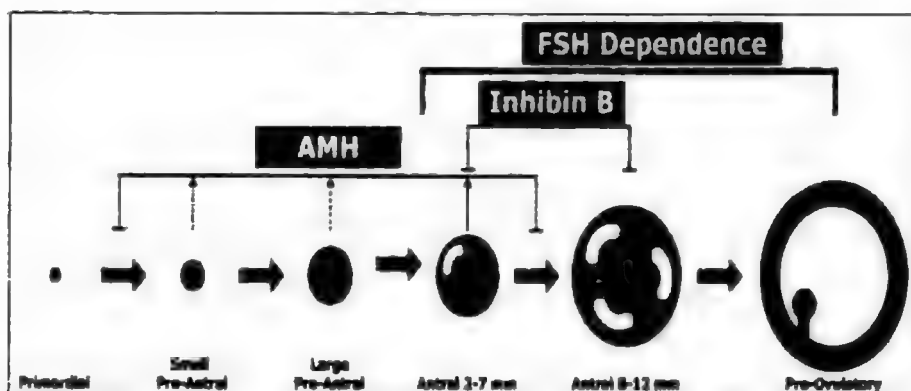 FSH Dependence
Inhibin B
AMH
Primordial
Small
Pre-Antral
Large
Pre-Antral
Antral 2-7 mm
Antral 8-12 mm
Pre-Ovulatory